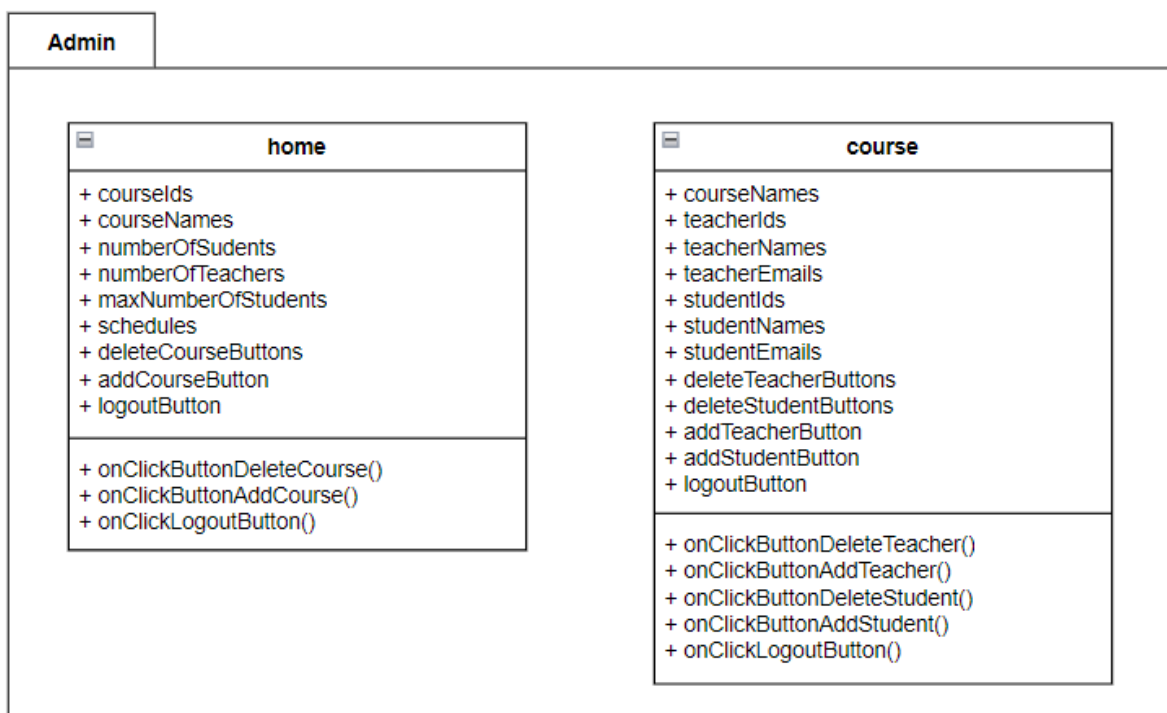 Admin
home
+ courseIds
+ courseNames
+ numberOfSudents
+ numberOfTeachers
+ maxNumberOfStudents
+ schedules
+ deleteCourseButtons
+ addCourseButton
+ logoutButton
+ onClickButtonDeleteCourse()
+ onClickButtonAddCourse()
+ onClickLogoutButton()
course
+ courseNames
+ teacherIds
+ teacherNames
+ teacherEmails
+ studentIds
+ studentNames
+ studentEmails
+ deleteTeacherButtons
+ deleteStudentButtons
+ addTeacherButton
+ addStudentButton
+ logoutButton
+ onClickButtonDeleteTeacher()
+ onClickButtonAddTeacher()
+ onClickButtonDeleteStudent()
+ onClickButtonAddStudent()
+ onClickLogoutButton()